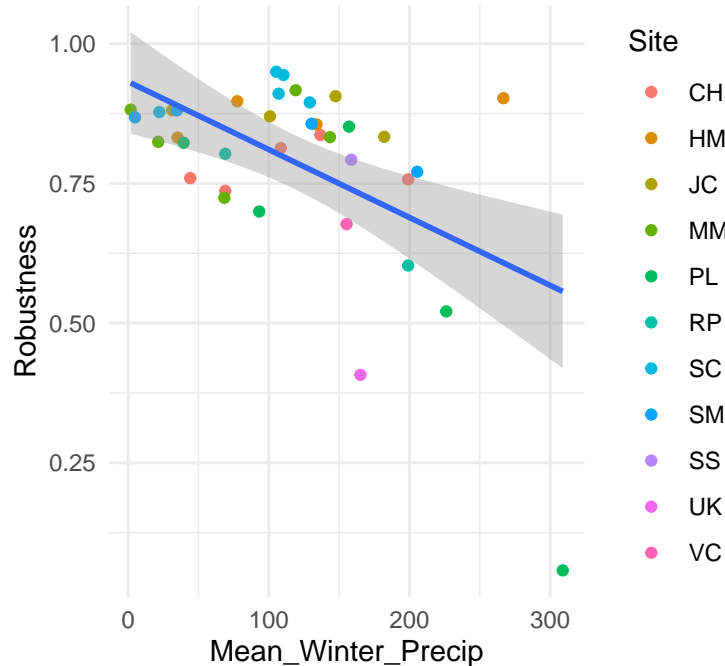 Robustness
1.00
0.75
0.50
0.25
0
100
200
300
Mean_Winter_Precip
Site
CH
HM
JC
MM
PL
RP
SC
SM
SS
UK
VC